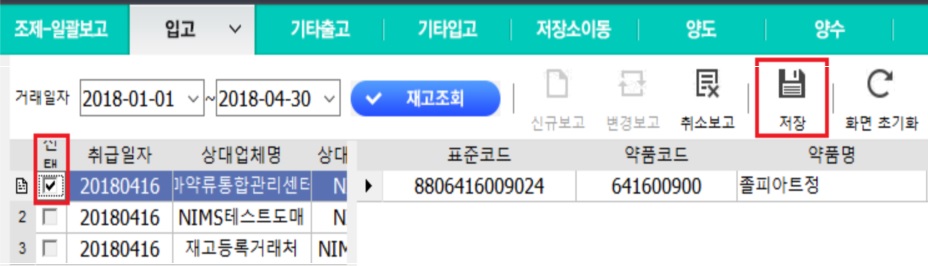 조제-일괄보고 입고 기타출고 기타입고 저장소이동 양도 양수
거래일자 2018-01-01 ~ 2018-04-30 재고조회 신규보고 변경보고 취소보고 저장 화면 초기화
취급일자 상대업체명 상대 표준코드 약품코드 약품명
20180416 마약류통합관리센터 N 8806416009024 641600900 졸피아트정
2 20180416 NIMS테스트도매 N
3 20180416 재고등록거래처 NIM